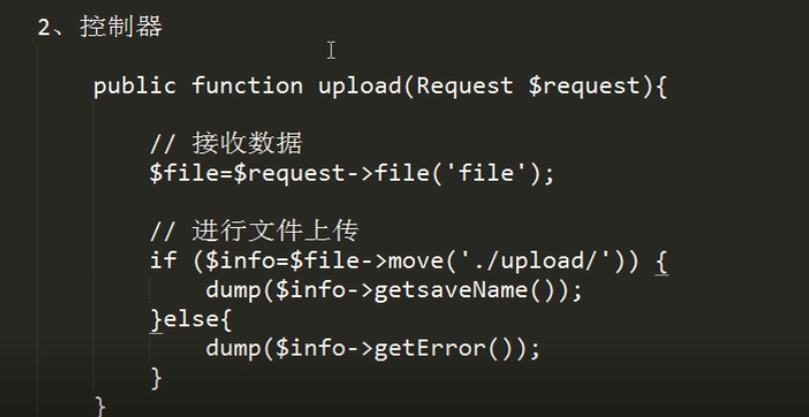 2、控制器
public function upload(Request $request){
// 接收数据
$file=$request->file('file');
// 进行文件上传
if ($info=$file->move('./upload/')) {
dump($info->getsaveName());
}else{
dump($info->getError());
}
}